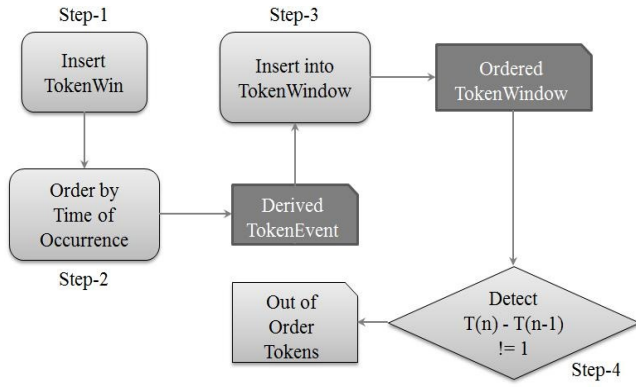 Step-1
Insert
TokenWin
Order by
Time of
Occurrence
Step-2
Derived
TokenEvent
Step-3
Insert into
TokenWindow
Ordered
TokenWindow
Detect
T(n) - T(n-1)
!= 1
Step-4
Out of
Order
Tokens